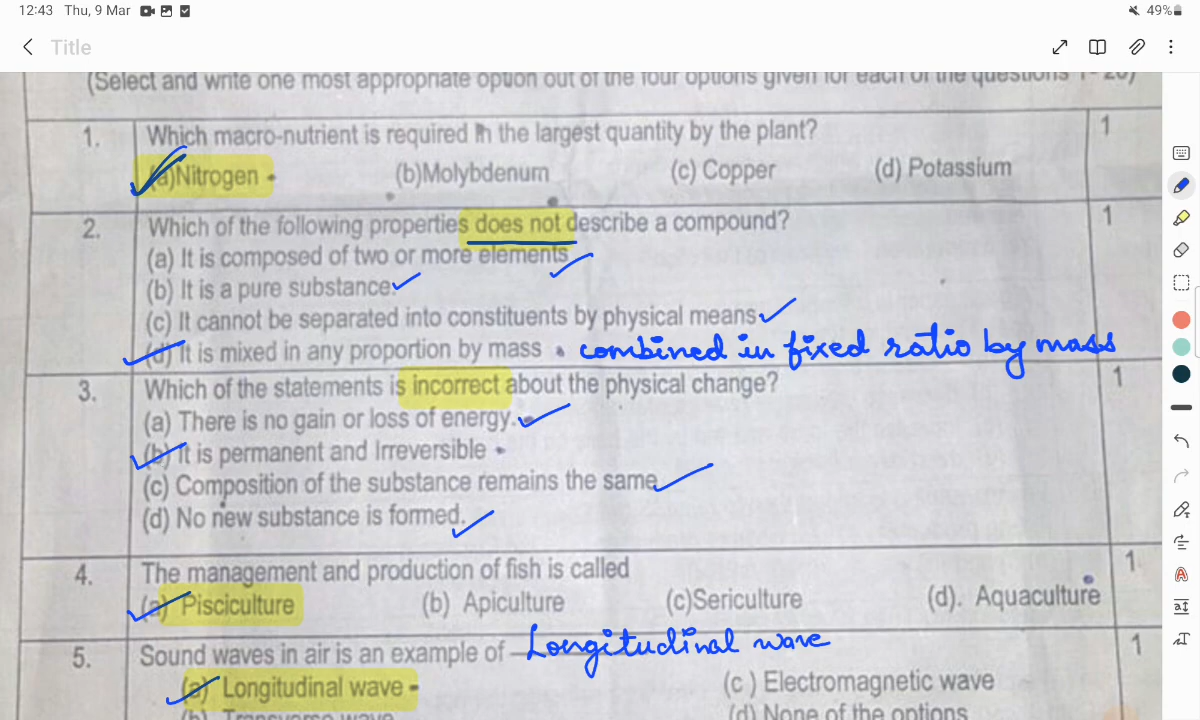 12:43 Thu, 9 Mar
49%
Title
(Select and write one most appropriate option out of the four options given for each of the questions 1- 20)
1. Which macro-nutrient is required in the largest quantity by the plant? 1
(a)Nitrogen (b)Molybdenum (c) Copper (d) Potassium
2. Which of the following properties does not describe a compound? 1
(a) It is composed of two or more elements
(b) It is a pure substance.
(c) It cannot be separated into constituents by physical means
(d) It is mixed in any proportion by mass . combined in fixed ratio by mass
3. Which of the statements is incorrect about the physical change? 1
(a) There is no gain or loss of energy.
(b) It is permanent and Irreversible
(c) Composition of the substance remains the same
(d) No new substance is formed.
4. The management and production of fish is called 1
(a) Pisciculture (b) Apiculture (c)Sericulture (d). Aquaculture
5. Sound waves in air is an example of Longitudinal wave 1
(a) Longitudinal wave (c ) Electromagnetic wave
(b) Transverse wave (d) None of the options